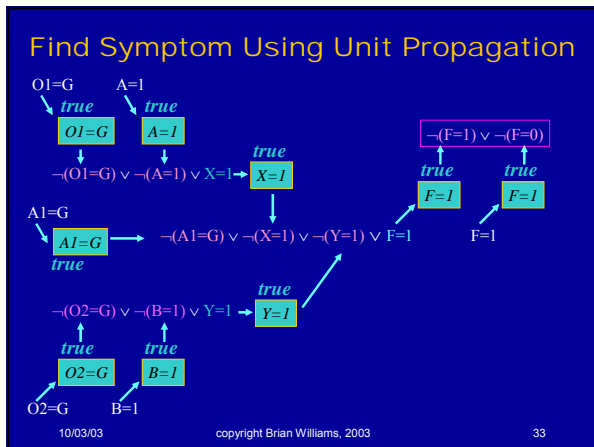 Find Symptom Using Unit Propagation
O1=G A=1
true true
O1=G A=1
¬(O1=G) ∨ ¬(A=1) ∨ X=1
true
X=1
¬(F=1) ∨ ¬(F=0)
true true
F=1 F=1
A1=G
A1=G
true
¬(A1=G) ∨ ¬(X=1) ∨ ¬(Y=1) ∨ F=1
F=1
¬(O2=G) ∨ ¬(B=1) ∨ Y=1
true
Y=1
true true
O2=G B=1
O2=G B=1
10/03/03 copyright Brian Williams, 2003 33